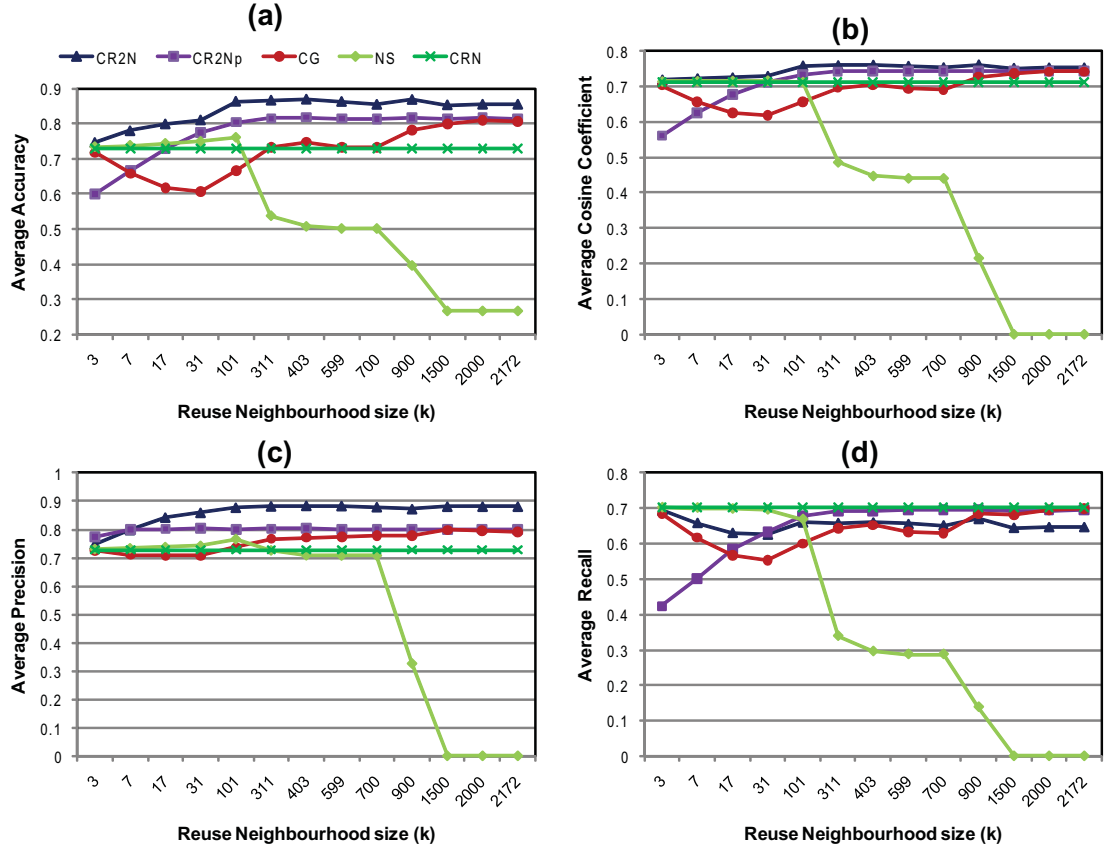 (a)
CR2N CR2Np CG NS CRN
0.9
0.8
0.7
0.6
0.5
0.4
0.3
0.2
Average Accuracy
3 7 17 31 101 311 403 599 700 900 1500 2000 2172
Reuse Neighbourhood size (k)
(b)
0.8
0.7
0.6
0.5
0.4
0.3
0.2
0.1
0
Average Cosine Coefficient
3 7 17 31 101 311 403 599 700 900 1500 2000 2172
Reuse Neighbourhood size (k)
(c)
1
0.9
0.8
0.7
0.6
0.5
0.4
0.3
0.2
0.1
0
Average Precision
3 7 17 31 101 311 403 599 700 900 1500 2000 2172
Reuse Neighbourhood size (k)
(d)
0.8
0.7
0.6
0.5
0.4
0.3
0.2
0.1
0
Average Recall
3 7 17 31 101 311 403 599 700 900 1500 2000 2172
Reuse Neighbourhood size (k)